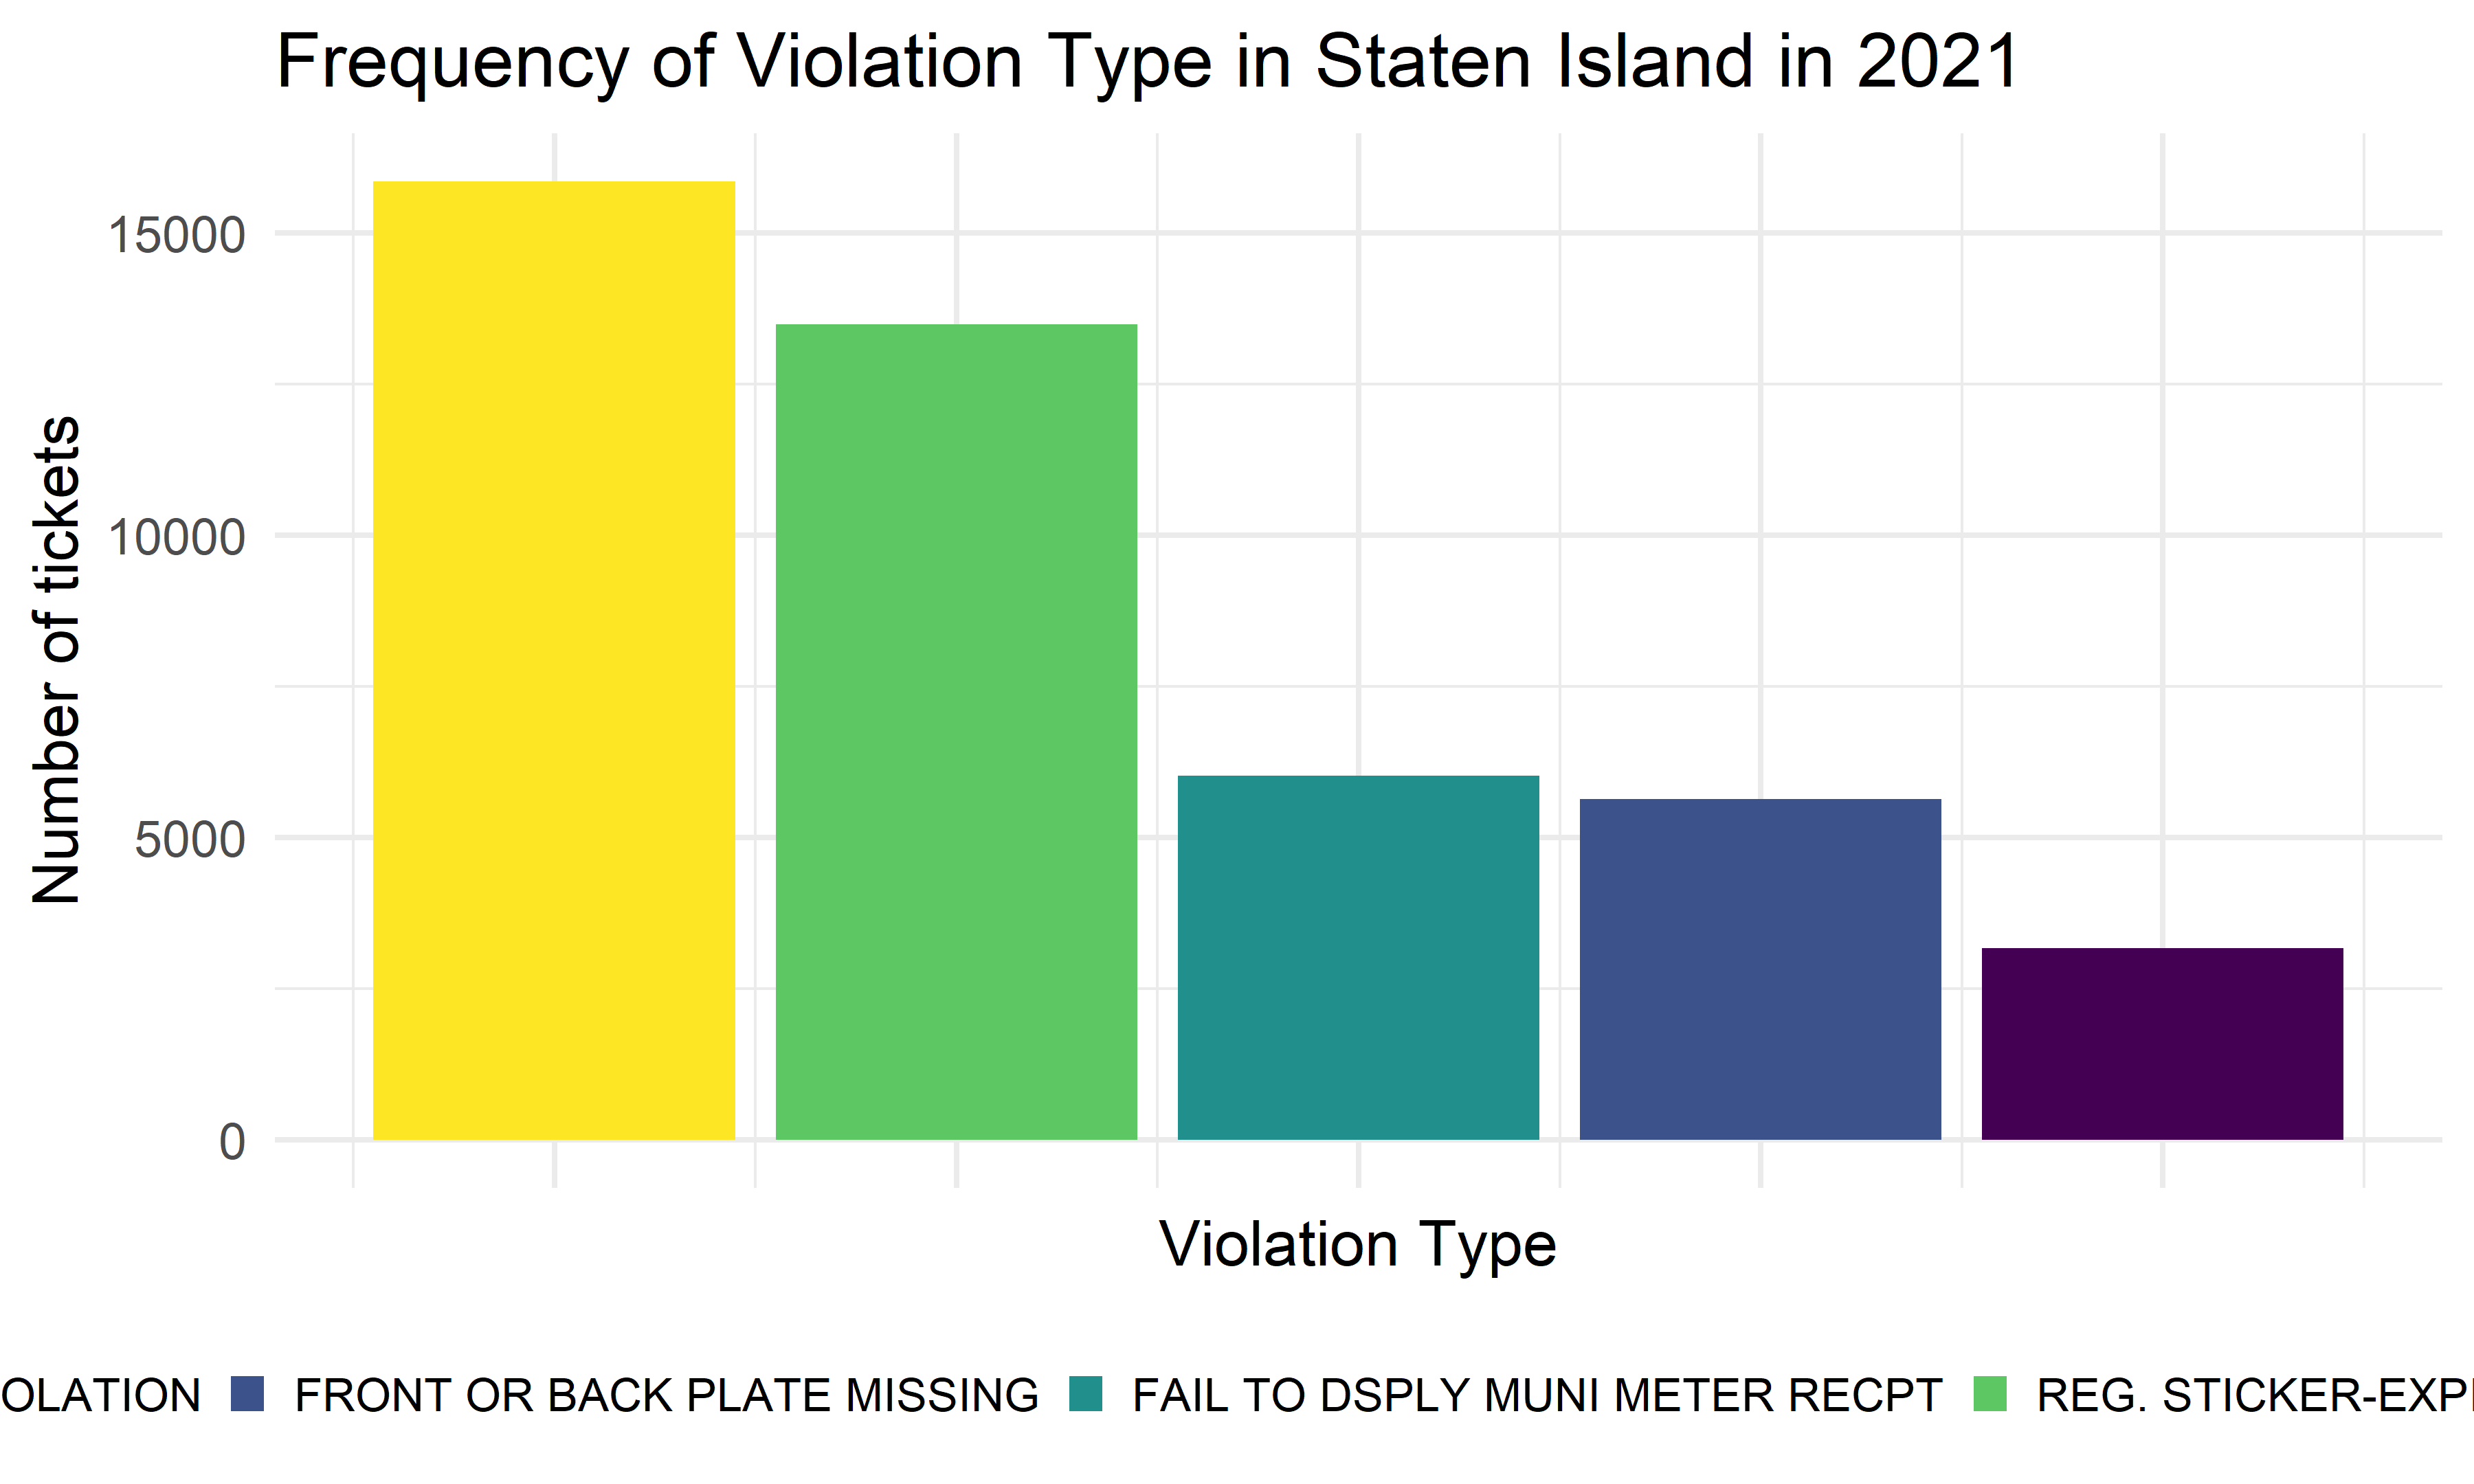 Frequency of Violation Type in Staten Island in 2021
Number of tickets
15000
10000
5000
0
Violation Type
OLATION FRONT OR BACK PLATE MISSING FAIL TO DSPLY MUNI METER RECPT REG. STICKER-EXP